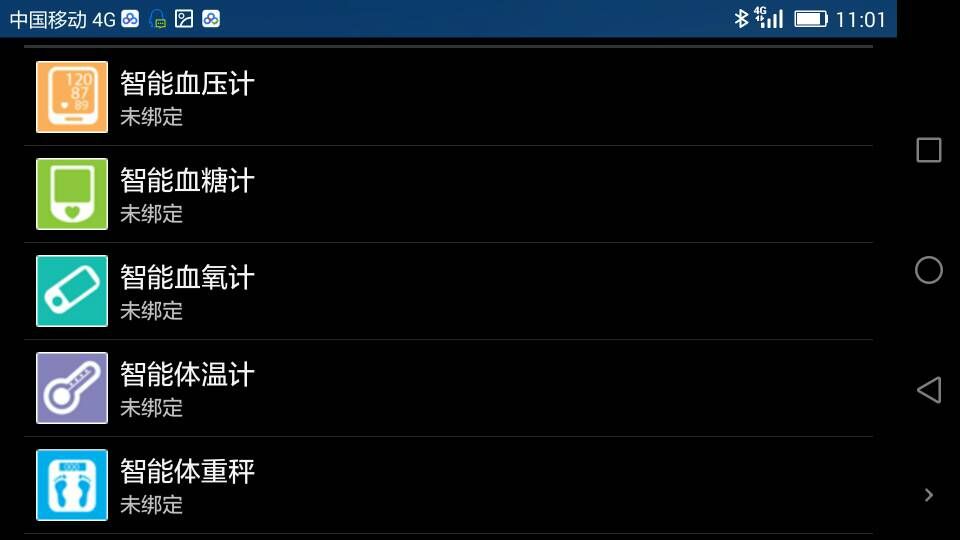 中国移动 4G
4G
11:01
120
87
89
智能血压计
未绑定
智能血糖计
未绑定
智能血氧计
未绑定
智能体温计
未绑定
000
智能体重秤
未绑定